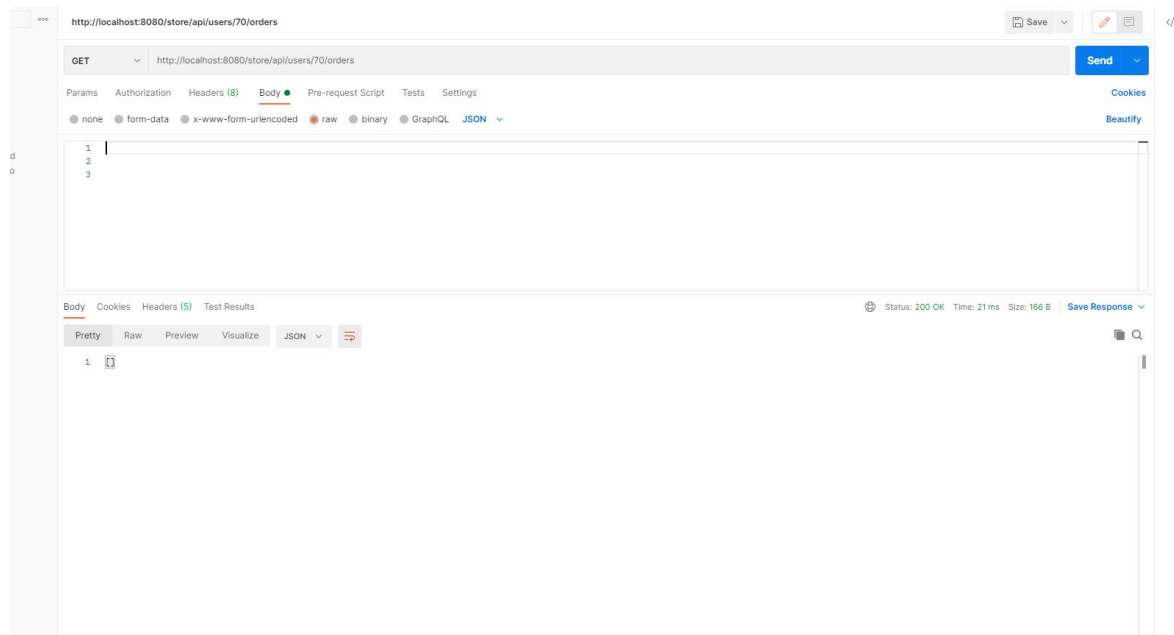 http://localhost:8080/store/api/users/70/orders
Save
GET http://localhost:8080/store/api/users/70/orders Send
Params Authorization Headers (8) Body Pre-request Script Tests Settings Cookies
none form-data x-www-form-urlencoded raw binary GraphQL JSON Beautify
1
2
3
d
o
Body Cookies Headers (5) Test Results Status: 200 OK Time: 21 ms Size: 166 B Save Response
Pretty Raw Preview Visualize JSON
1 []